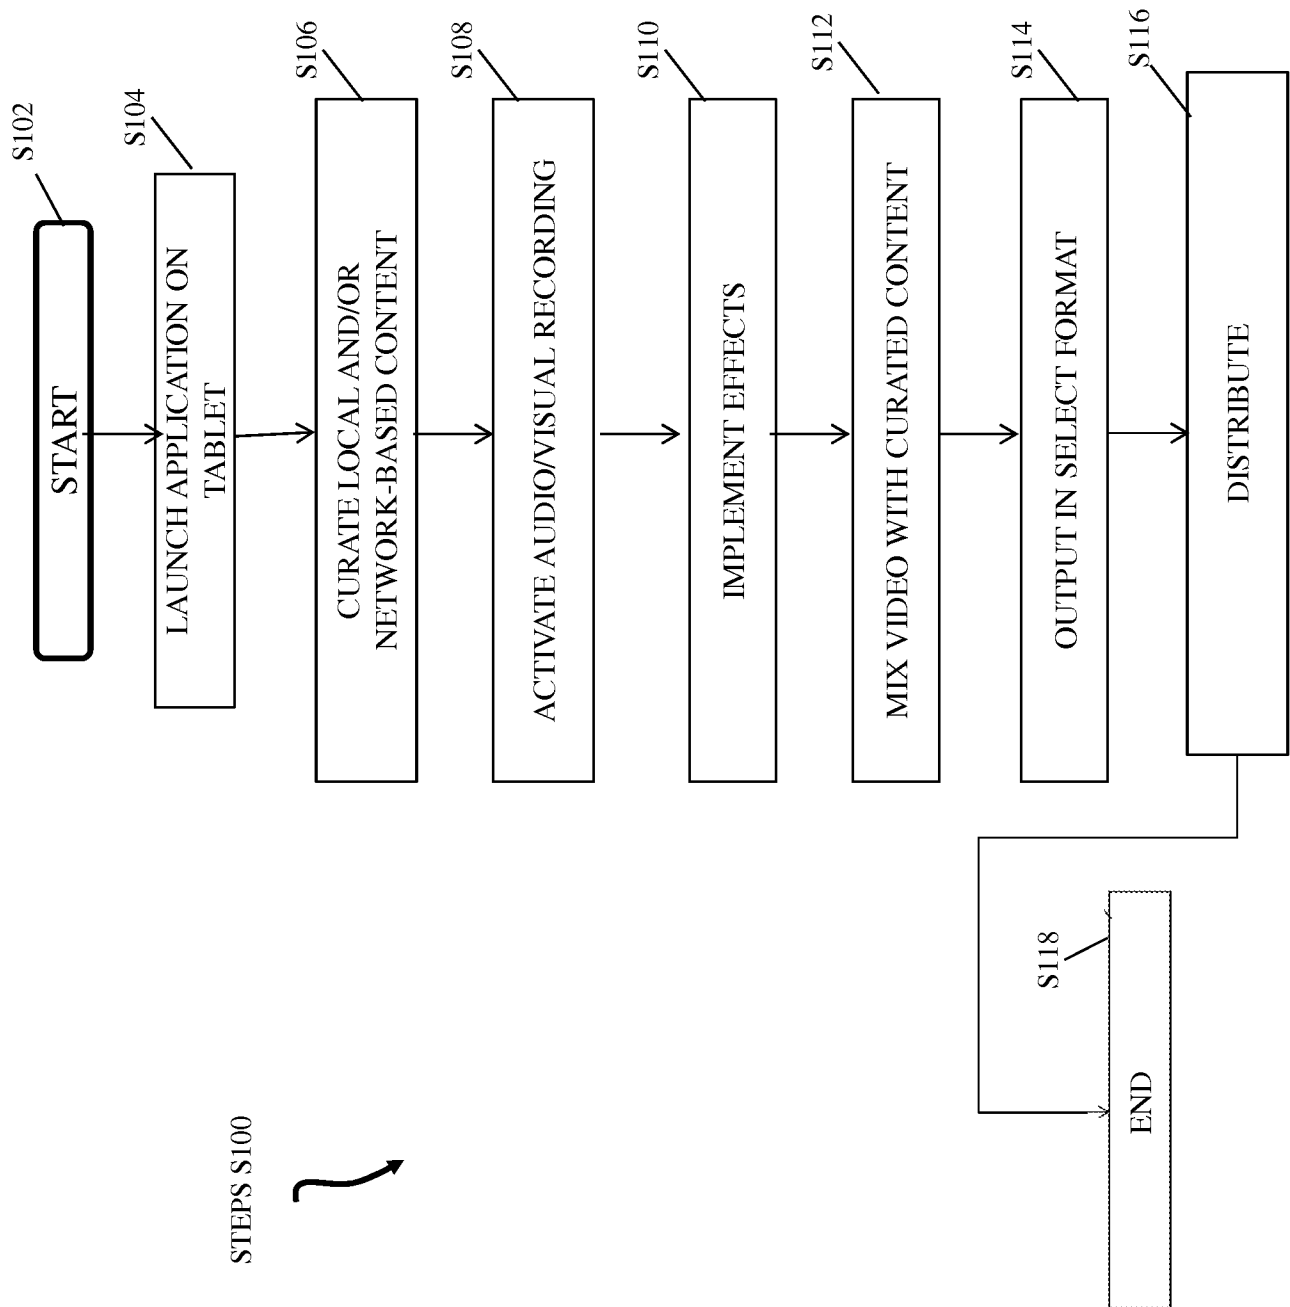 STEPS S100
START
S102
LAUNCH APPLICATION ON
TABLET
S104
CURATE LOCAL AND/OR
NETWORK-BASED CONTENT
S106
ACTIVATE AUDIO/VISUAL RECORDING
S108
IMPLEMENT EFFECTS
S110
MIX VIDEO WITH CURATED CONTENT
S112
OUTPUT IN SELECT FORMAT
S114
DISTRIBUTE
S116
END
S118